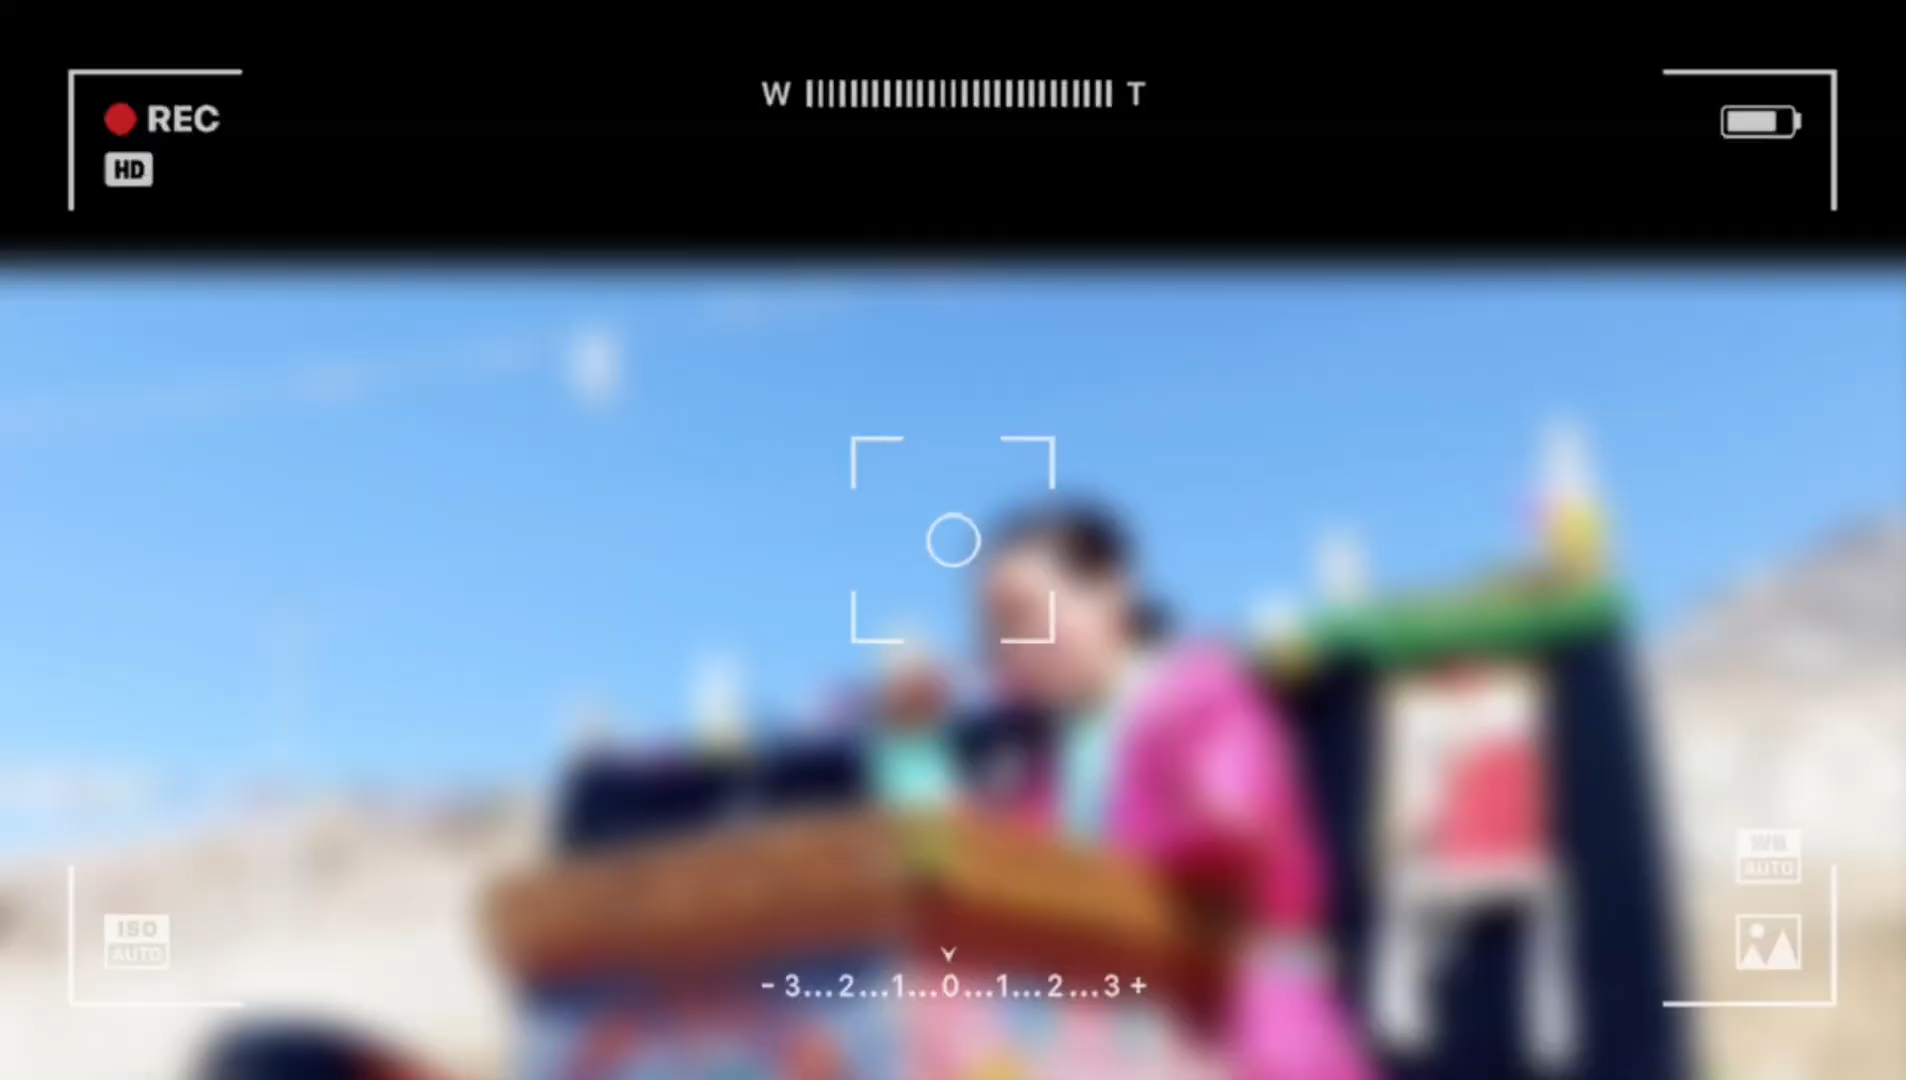 REC
HD
W T
WB
AUTO
ISO
AUTO
- 3...2...1...0...1...2...3 +